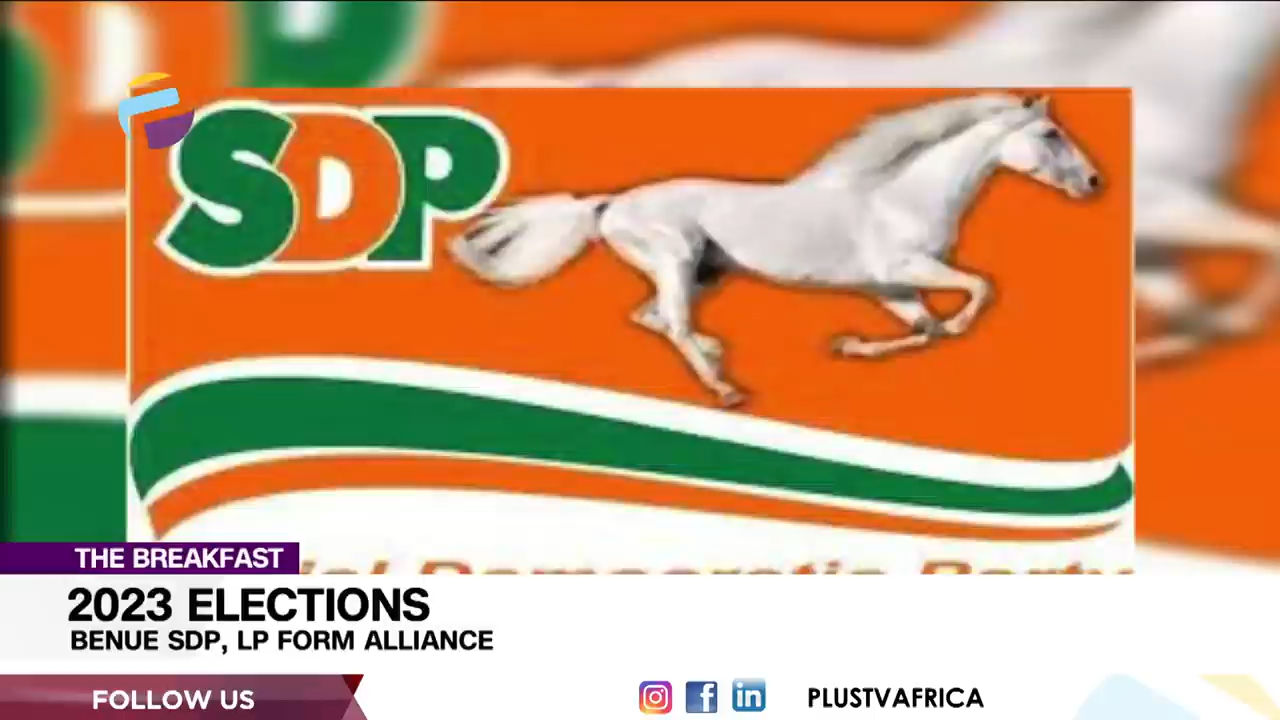 SDP
THE BREAKFAST
2023 ELECTIONS
BENUE SDP, LP FORM ALLIANCE
FOLLOW US
PLUSTVAFRICA